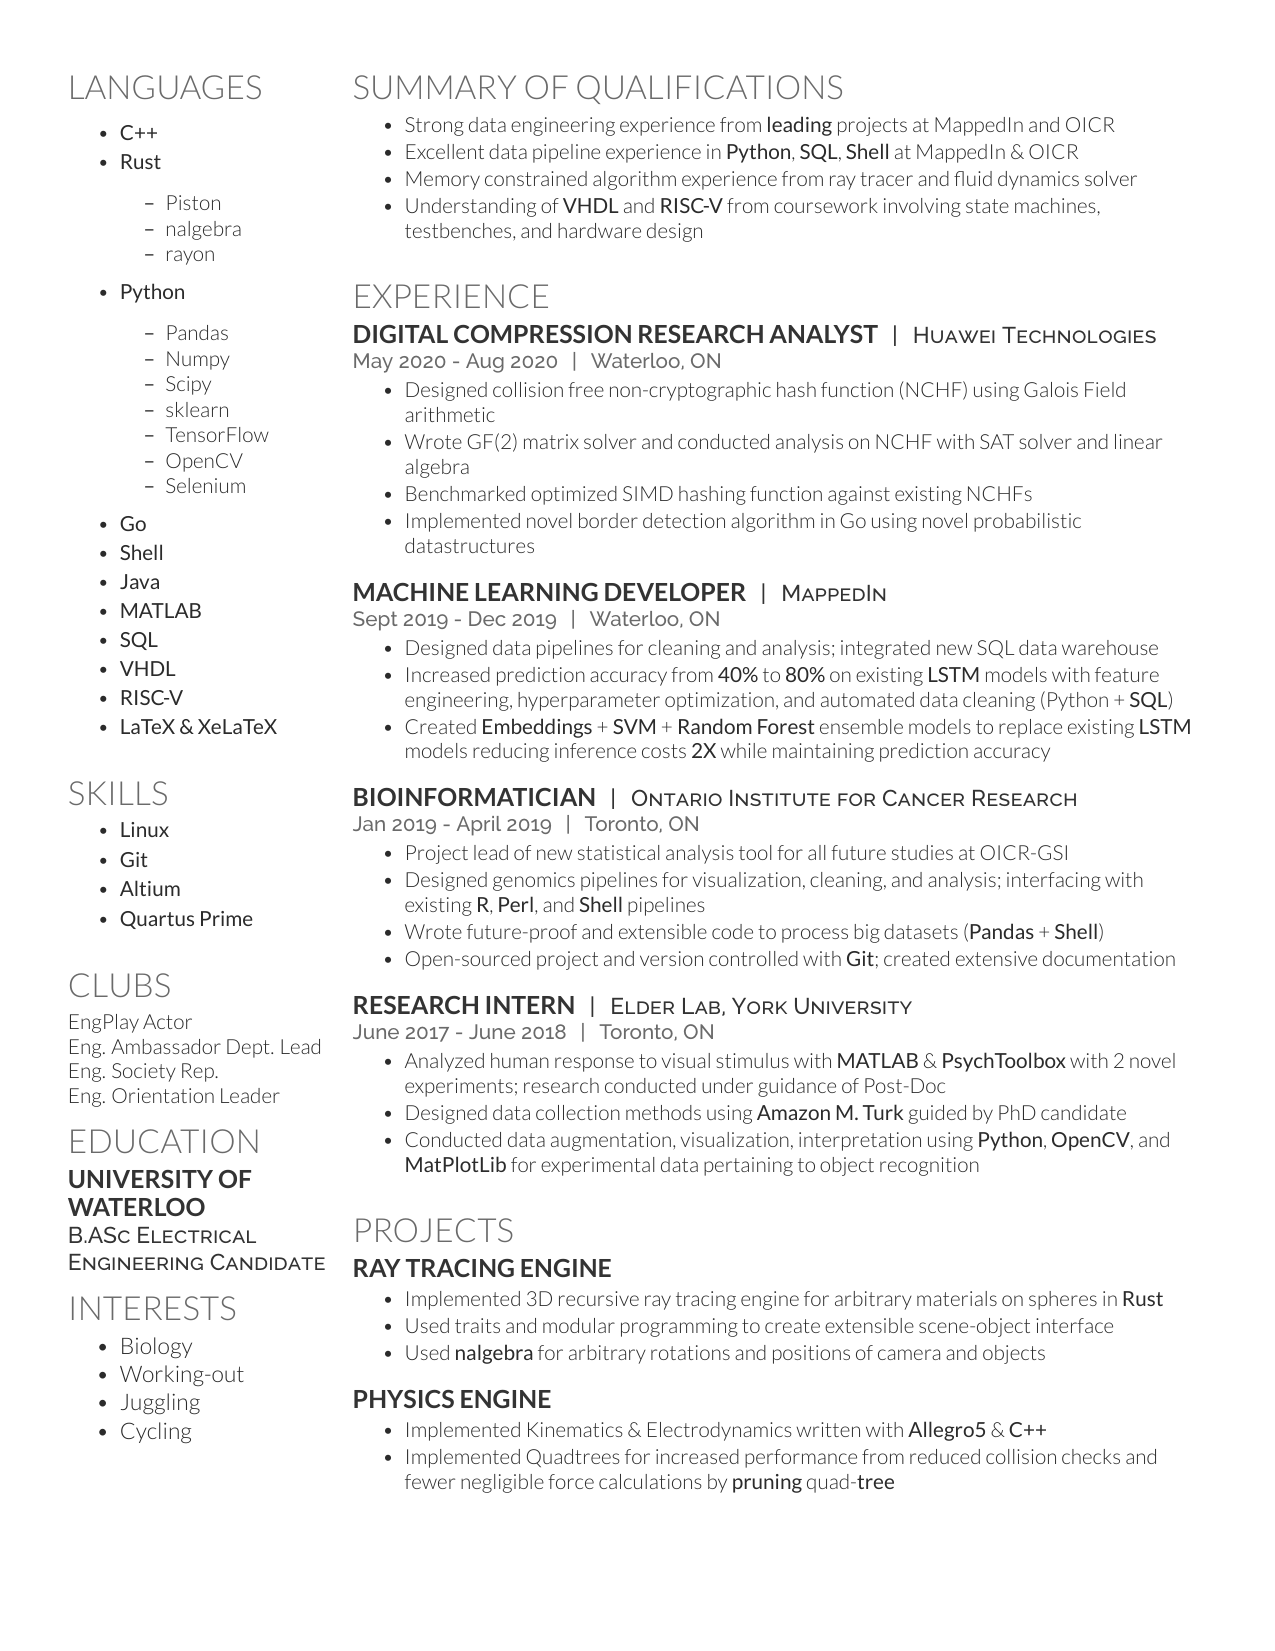 LANGUAGES
• C++
• Rust
– Piston
– nalgebra
– rayon
• Python
– Pandas
– Numpy
– Scipy
– sklearn
– TensorFlow
– OpenCV
– Selenium
• Go
• Shell
• Java
• MATLAB
• SQL
• VHDL
• RISC-V
• LaTeX & XeLaTeX
SKILLS
• Linux
• Git
• Altium
• Quartus Prime
CLUBS
EngPlay Actor
Eng. Ambassador Dept. Lead
Eng. Society Rep.
Eng. Orientation Leader
EDUCATION
UNIVERSITY OF
WATERLOO
B.ASc Electrical
Engineering Candidate
INTERESTS
• Biology
• Working-out
• Juggling
• Cycling
SUMMARY OF QUALIFICATIONS
• Strong data engineering experience from leading projects at MappedIn and OICR
• Excellent data pipeline experience in Python, SQL, Shell at MappedIn & OICR
• Memory constrained algorithm experience from ray tracer and fluid dynamics solver
• Understanding of VHDL and RISC-V from coursework involving state machines,
testbenches, and hardware design
EXPERIENCE
DIGITAL COMPRESSION RESEARCH ANALYST | Huawei Technologies
May 2020 - Aug 2020 | Waterloo, ON
• Designed collision free non-cryptographic hash function (NCHF) using Galois Field
arithmetic
• Wrote GF(2) matrix solver and conducted analysis on NCHF with SAT solver and linear
algebra
• Benchmarked optimized SIMD hashing function against existing NCHFs
• Implemented novel border detection algorithm in Go using novel probabilistic
datastructures
MACHINE LEARNING DEVELOPER | MappedIn
Sept 2019 - Dec 2019 | Waterloo, ON
• Designed data pipelines for cleaning and analysis; integrated new SQL data warehouse
• Increased prediction accuracy from 40% to 80% on existing LSTM models with feature
engineering, hyperparameter optimization, and automated data cleaning (Python + SQL)
• Created Embeddings + SVM + Random Forest ensemble models to replace existing LSTM
models reducing inference costs 2X while maintaining prediction accuracy
BIOINFORMATICIAN | Ontario Institute for Cancer Research
Jan 2019 - April 2019 | Toronto, ON
• Project lead of new statistical analysis tool for all future studies at OICR-GSI
• Designed genomics pipelines for visualization, cleaning, and analysis; interfacing with
existing R, Perl, and Shell pipelines
• Wrote future-proof and extensible code to process big datasets (Pandas + Shell)
• Open-sourced project and version controlled with Git; created extensive documentation
RESEARCH INTERN | Elder Lab, York University
June 2017 - June 2018 | Toronto, ON
• Analyzed human response to visual stimulus with MATLAB & PsychToolbox with 2 novel
experiments; research conducted under guidance of Post-Doc
• Designed data collection methods using Amazon M. Turk guided by PhD candidate
• Conducted data augmentation, visualization, interpretation using Python, OpenCV, and
MatPlotLib for experimental data pertaining to object recognition
PROJECTS
RAY TRACING ENGINE
• Implemented 3D recursive ray tracing engine for arbitrary materials on spheres in Rust
• Used traits and modular programming to create extensible scene-object interface
• Used nalgebra for arbitrary rotations and positions of camera and objects
PHYSICS ENGINE
• Implemented Kinematics & Electrodynamics written with Allegro5 & C++
• Implemented Quadtrees for increased performance from reduced collision checks and
fewer negligible force calculations by pruning quad-tree